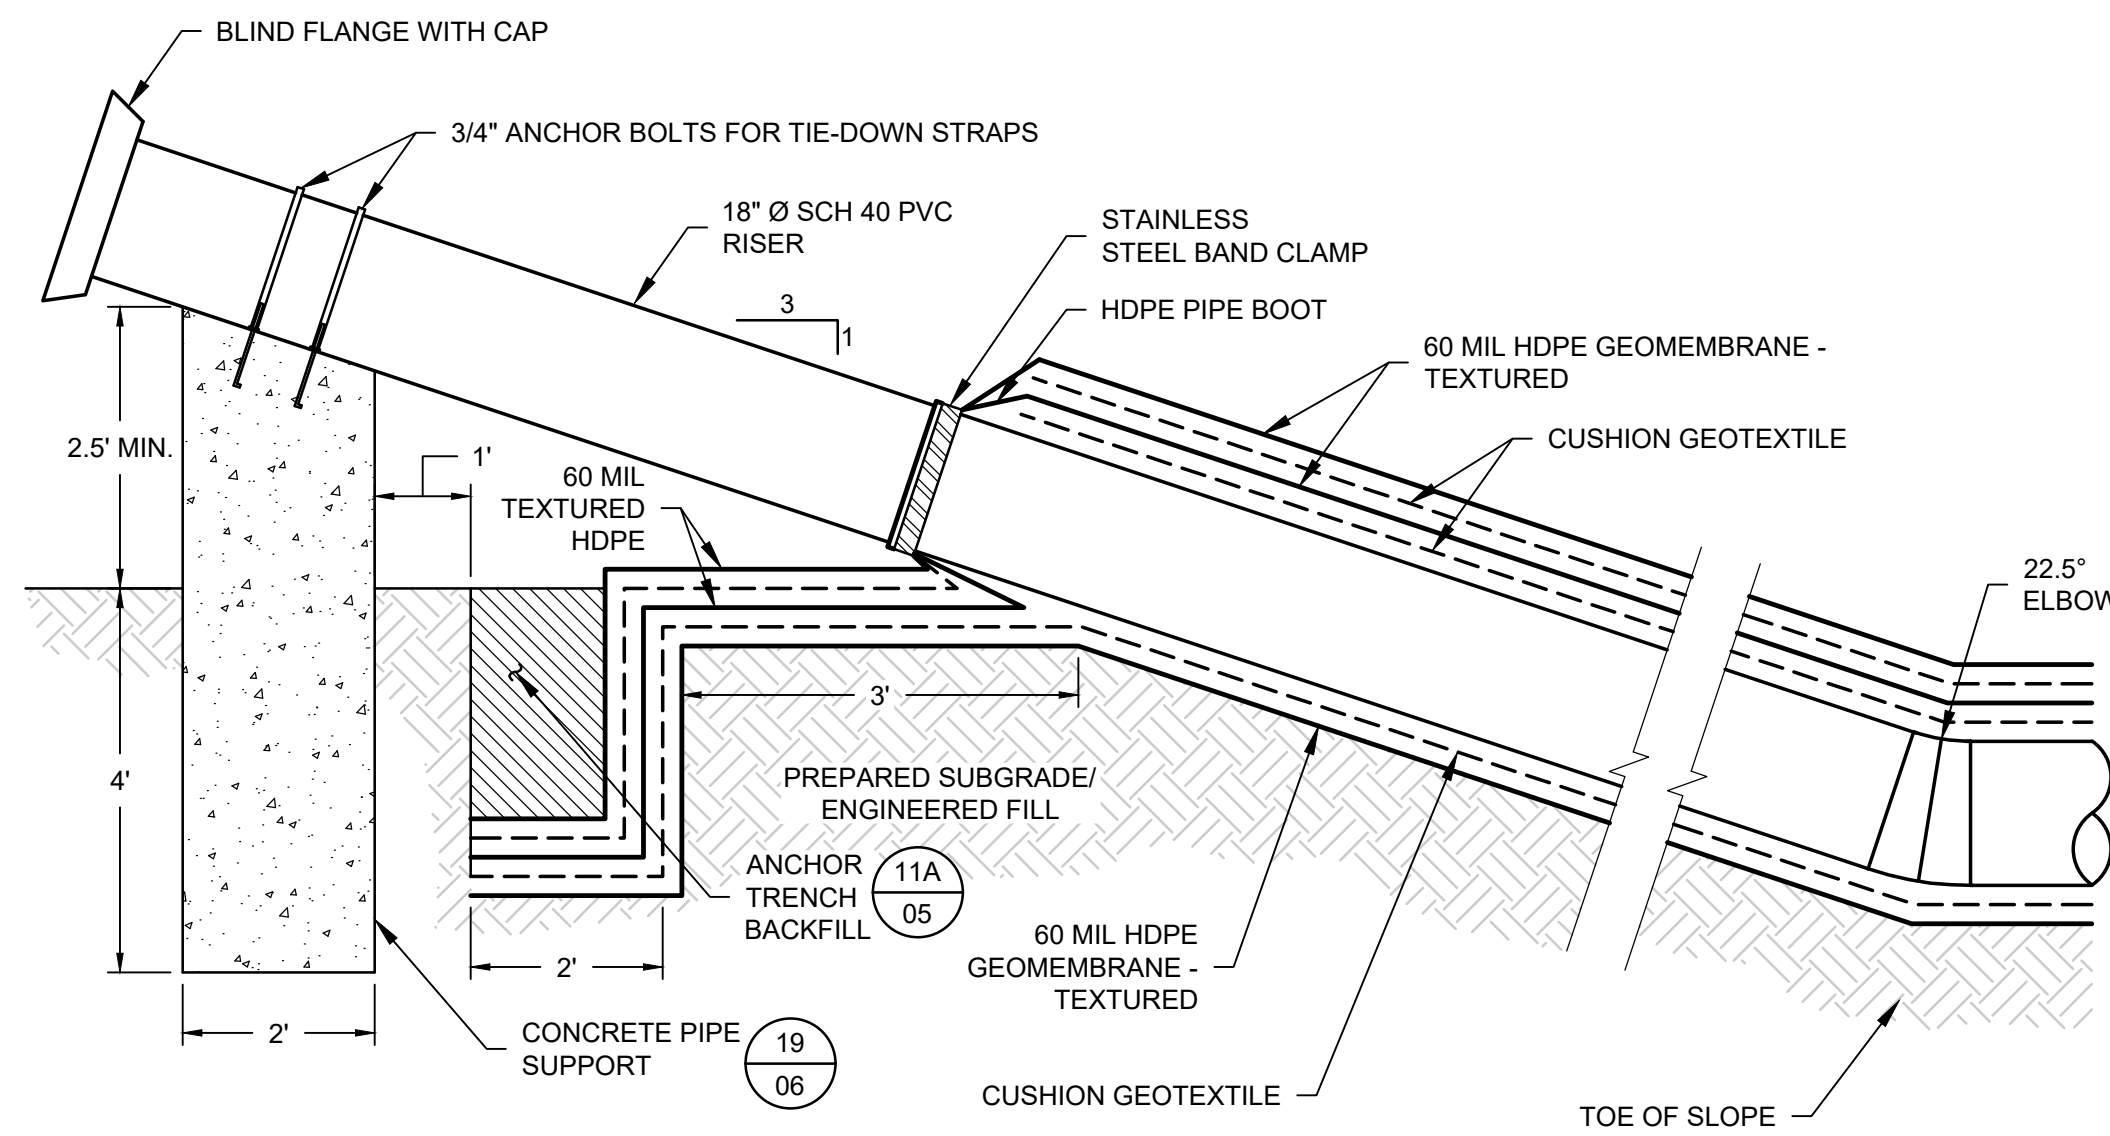 BLIND FLANGE WITH CAP
3/4" ANCHOR BOLTS FOR TIE-DOWN STRAPS
18" Ø SCH 40 PVC
RISER
STAINLESS
STEEL BAND CLAMP
3
1
HDPE PIPE BOOT
60 MIL HDPE GEOMEMBRANE -
TEXTURED
CUSHION GEOTEXTILE
2.5' MIN.
1'
60 MIL
TEXTURED
HDPE
22.5°
ELBOW
3'
4'
PREPARED SUBGRADE/
ENGINEERED FILL
ANCHOR
TRENCH
BACKFILL
11A
05
60 MIL HDPE
GEOMEMBRANE -
TEXTURED
2'
2'
CONCRETE PIPE
SUPPORT
19
06
CUSHION GEOTEXTILE
TOE OF SLOPE